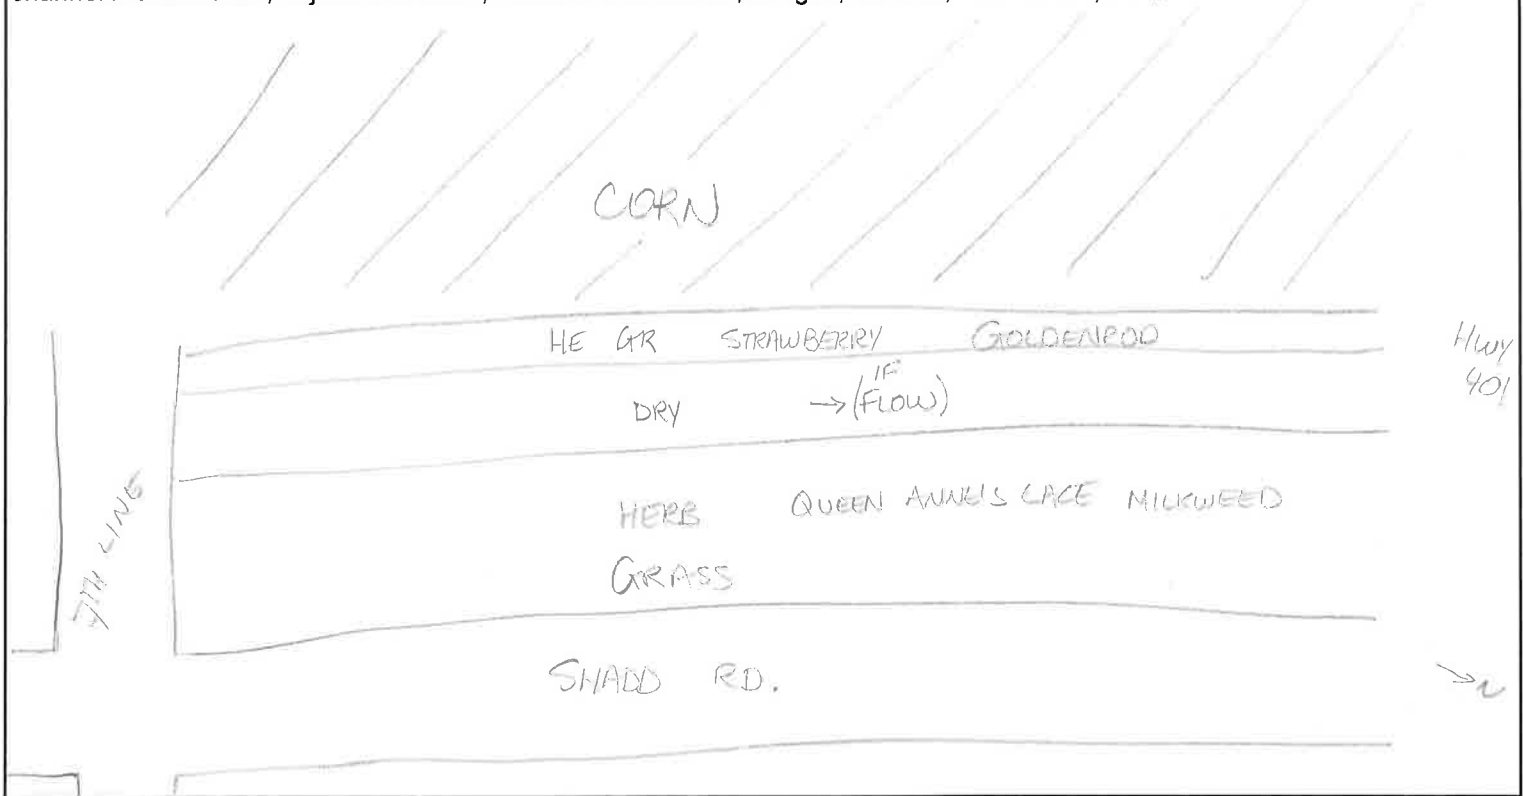 CORN
HE GR STRAWBERRY GOLDENROD
HWY
401
DRY → (IF FLOW)
7TH LINE
HERB QUEEN ANNE'S LACE MILKWEED
GRASS
SHADD RD.
N